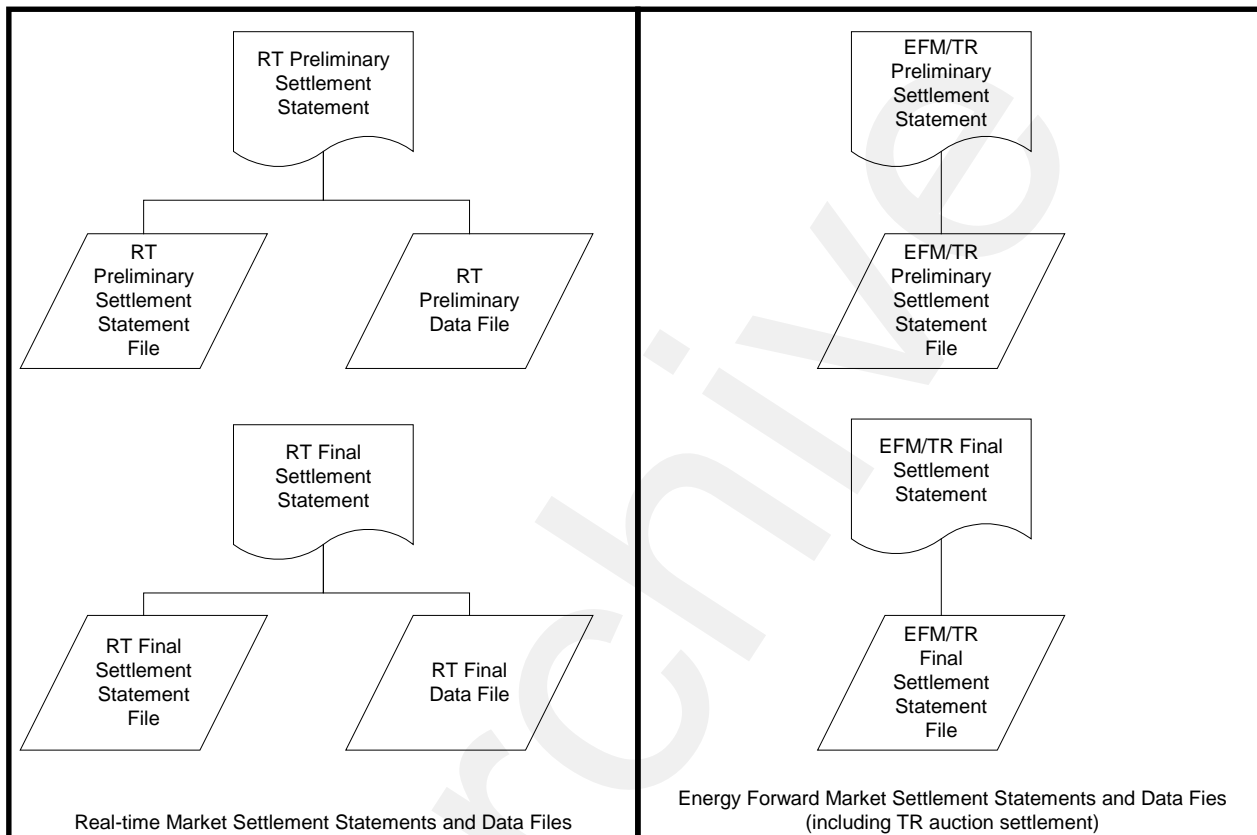 RT Preliminary
Settlement
Statement
RT
Preliminary
Settlement
Statement
File
RT
Preliminary
Data File
RT Final
Settlement
Statement
RT Final
Settlement
Statement
File
RT Final
Data File
Real-time Market Settlement Statements and Data Files
EFM/TR
Preliminary
Settlement
Statement
EFM/TR
Preliminary
Settlement
Statement
File
EFM/TR Final
Settlement
Statement
EFM/TR
Final
Settlement
Statement
File
Energy Forward Market Settlement Statements and Data Fies
(including TR auction settlement)
rchive